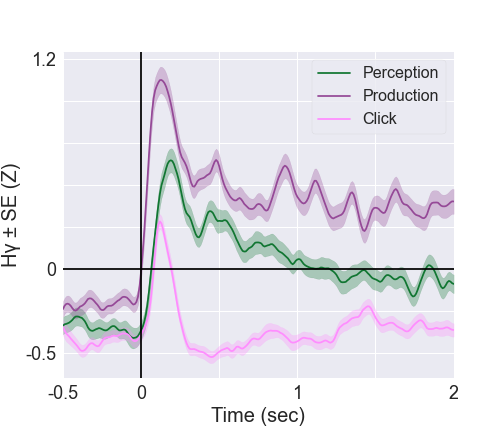 1.2
Perception
Production
Click
Hγ ± SE (Z)
0
-0.5
-0.5 0 1 2
Time (sec)